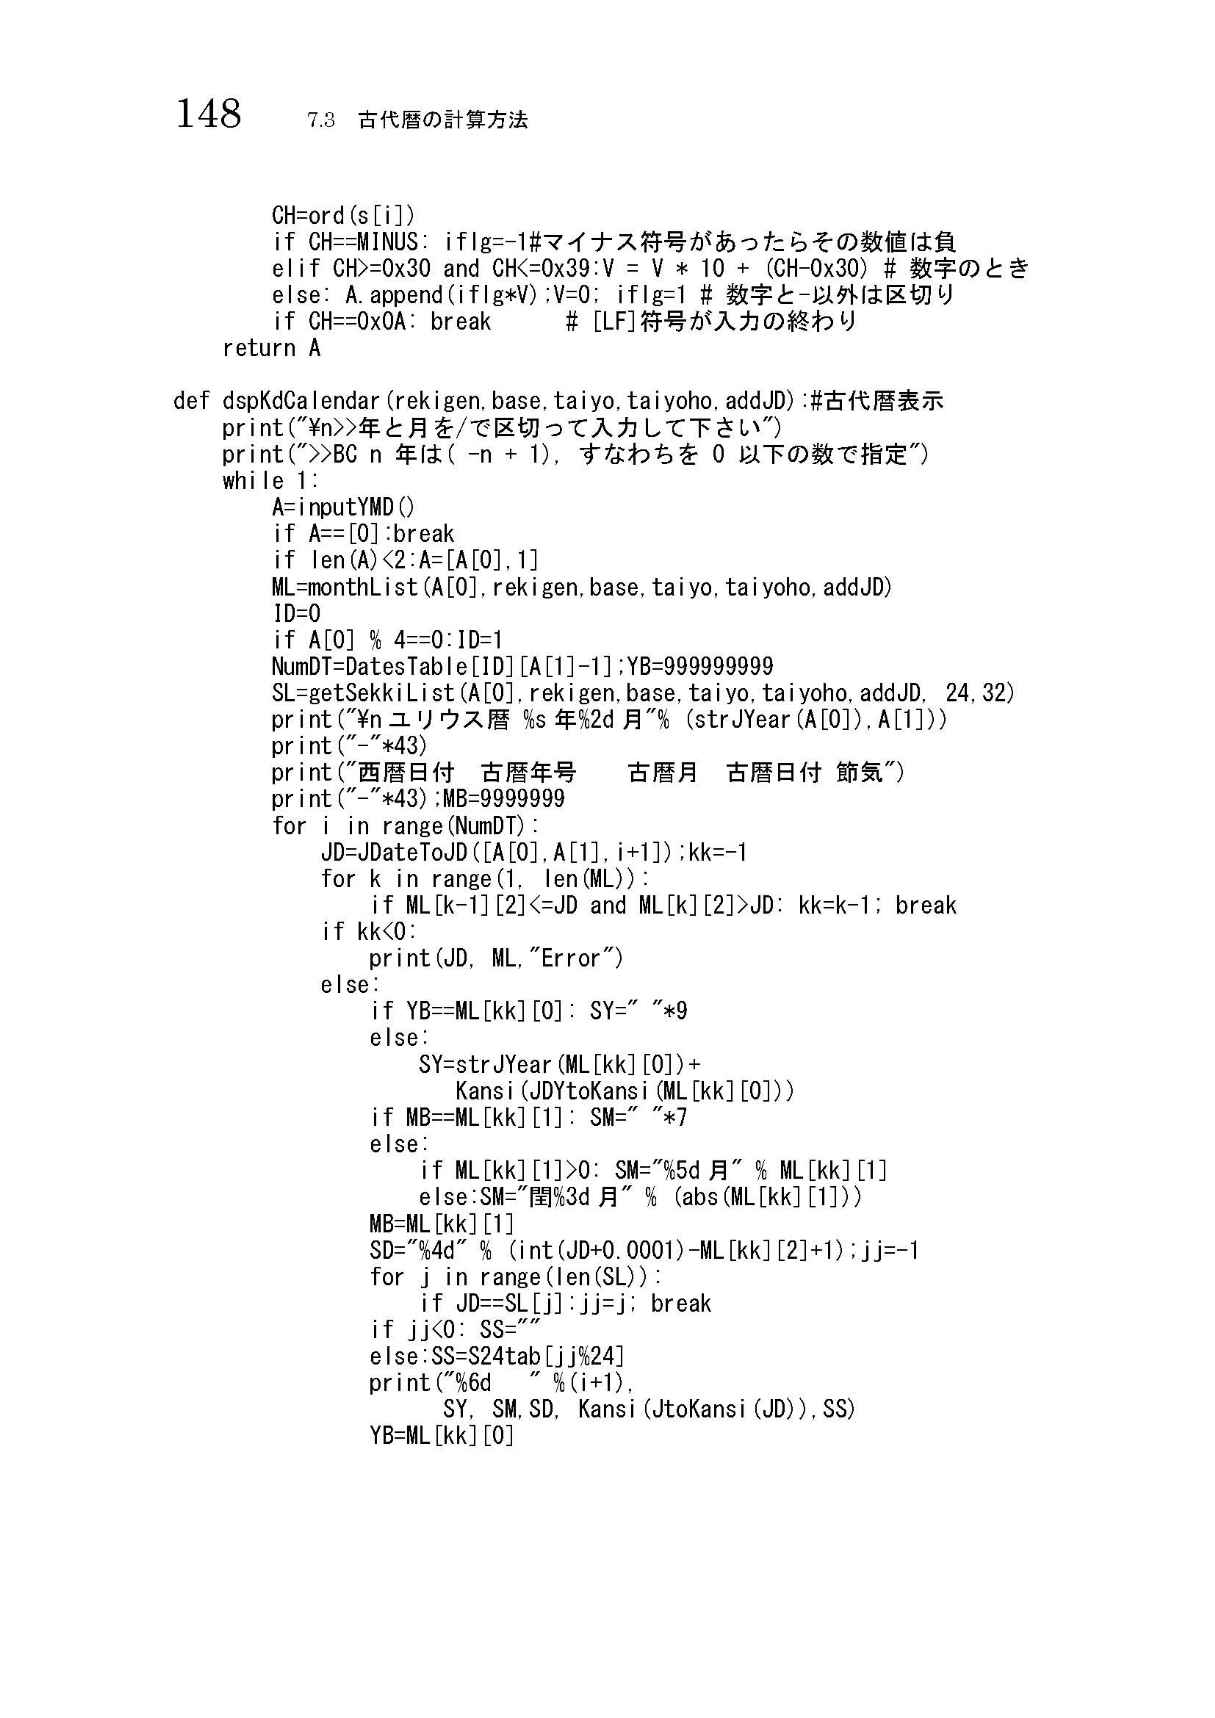 148 7.3 古代暦の計算方法
        CH=ord(s[i])
        if CH==MINUS: iflg=-1#マイナス符号があったらその数値は負
        elif CH>=0x30 and CH<=0x39:V = V * 10 + (CH-0x30) # 数字のとき
        else: A.append(iflg*V);V=0; iflg=1 # 数字と-以外は区切り
        if CH==0x0A: break      # [LF]符号が入力の終わり
    return A
def dspKdCalendar(rekigen,base,taiyo,taiyoho,addJD):#古代暦表示
    print("¥n>>年と月を/で区切って入力して下さい")
    print(">>BC n 年は( -n + 1), すなわちを 0 以下の数で指定")
    while 1:
        A=inputYMD()
        if A==[0]:break
        if len(A)<2:A=[A[0],1]
        ML=monthList(A[0],rekigen,base,taiyo,taiyoho,addJD)
        ID=0
        if A[0] % 4==0:ID=1
        NumDT=DatesTable[ID][A[1]-1];YB=999999999
        SL=getSekkiList(A[0],rekigen,base,taiyo,taiyoho,addJD, 24,32)
        print("¥nユリウス暦 %s 年%2d 月"% (strJYear(A[0]),A[1]))
        print("-"*43)
        print("西暦日付  古暦年号    古暦月  古暦日付 節気")
        print("-"*43);MB=9999999
        for i in range(NumDT):
            JD=JDateToJD([A[0],A[1],i+1]);kk=-1
            for k in range(1, len(ML)):
                if ML[k-1][2]<=JD and ML[k][2]>JD: kk=k-1; break
            if kk<0:
                print(JD, ML,"Error")
            else:
                if YB==ML[kk][0]: SY=" "*9
                else:
                    SY=strJYear(ML[kk][0])+
                       Kansi(JDYtoKansi(ML[kk][0]))
                if MB==ML[kk][1]: SM=" "*7
                else:
                    if ML[kk][1]>0: SM="%5d 月" % ML[kk][1]
                    else:SM="閏%3d 月" % (abs(ML[kk][1]))
                MB=ML[kk][1]
                SD="%4d" % (int(JD+0.0001)-ML[kk][2]+1);jj=-1
                for j in range(len(SL)):
                    if JD==SL[j]:jj=j; break
                if jj<0: SS=""
                else:SS=S24tab[jj%24]
                print("%6d   " %(i+1),
                      SY, SM,SD, Kansi(JtoKansi(JD)),SS)
                YB=ML[kk][0]